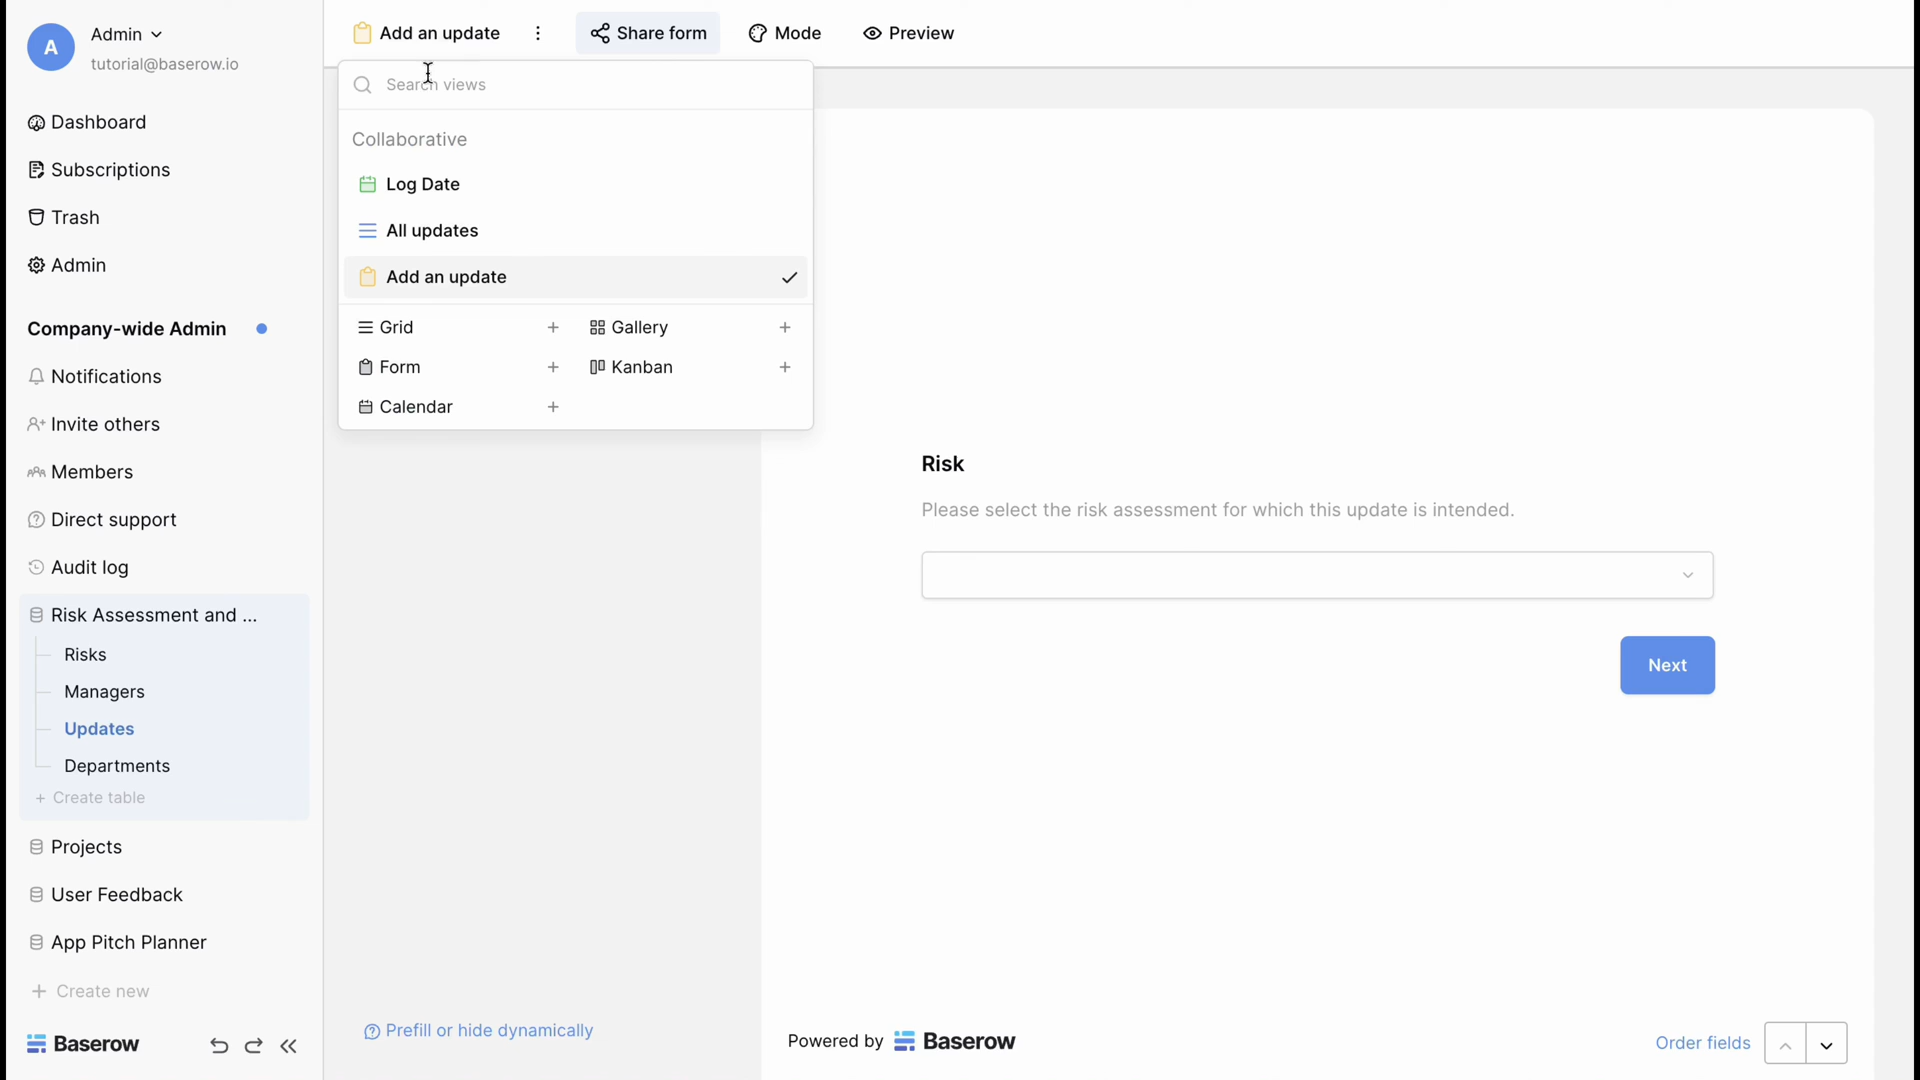 A
Admin
tutorial@baserow.io
Dashboard
Subscriptions
Trash
Admin
Company-wide Admin
Notifications
Invite others
Members
Direct support
Audit log
Risk Assessment and ...
Risks
Managers
Updates
Departments
+ Create table
Projects
User Feedback
App Pitch Planner
+ Create new
Baserow
Add an update
Share form
Mode
Preview
Search views
Collaborative
Log Date
All updates
Add an update
Grid +
Gallery +
Form +
Kanban +
Calendar +
Prefill or hide dynamically
Risk
Please select the risk assessment for which this update is intended.
Next
Powered by Baserow
Order fields